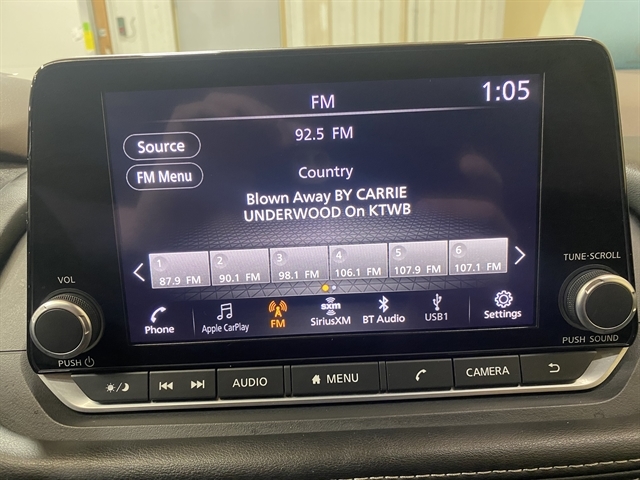 FM
1:05
92.5 FM
Source
FM Menu
Country
Blown Away BY CARRIE
UNDERWOOD On KTWB
1
2
3
4
5
6
87.9 FM
90.1 FM
98.1 FM
106.1 FM
107.9 FM
107.1 FM
Phone
Apple CarPlay
FM
sxm
SiriusXM
BT Audio
USB1
Settings
VOL
PUSH
TUNE·SCROLL
PUSH SOUND
AUDIO
MENU
CAMERA